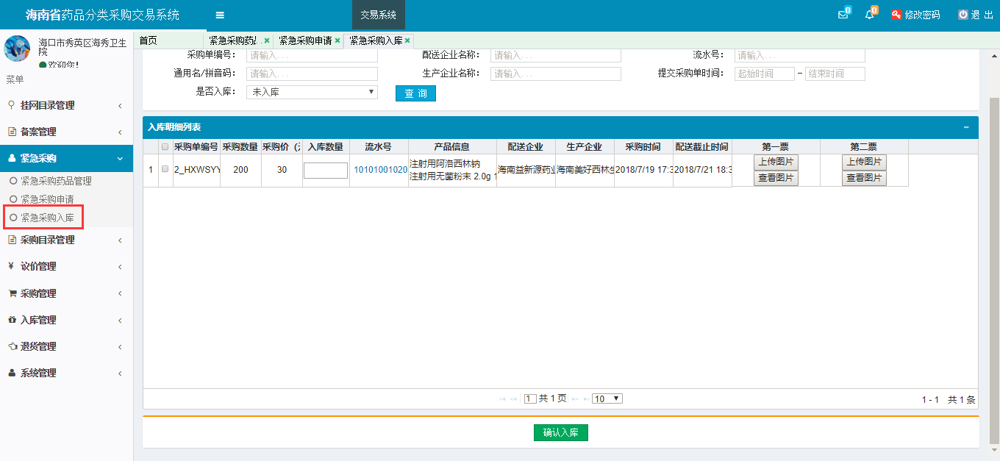 海南省药品分类采购交易系统
交易系统
0
0
修改密码
退 出
海口市秀英区海秀卫生
院
欢迎你!
菜单
挂网目录管理
备案管理
紧急采购
紧急采购药品管理
紧急采购申请
紧急采购入库
采购目录管理
议价管理
采购管理
入库管理
退货管理
系统管理
首页
紧急采购药品. ×
紧急采购申请 ×
紧急采购入库 ×
采购单编号: 请输入...
配送企业名称: 请输入...
流水号: 请输入...
通用名/拼音码: 请输入...
生产企业名称: 请输入...
提交采购单时间: 起始时间 - 结束时间
是否入库: 未入库
查 询
入库明细列表
采购单编号 采购数量 采购价 (元 入库数量 流水号 产品信息 配送企业 生产企业 采购时间 配送截止时间 第一票 第二票
1 2_HXWSYY 200 30 10101001020 注射用阿洛西林钠 海南益新源药业 海南美好西林生 2018/7/19 17:3 2018/7/21 18:3 上传图片 上传图片
注射用无菌粉末 2.0g 1 查看图片 查看图片
1 共 1 页 10
1 - 1 共 1 条
确认入库